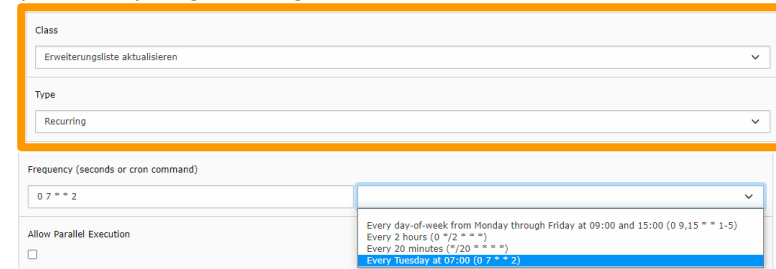 Class
Erweiterungsliste aktualisieren
Type
Recurring
Frequency (seconds or cron command)
0 7 * * 2
Every day-of-week from Monday through Friday at 09:00 and 15:00 (0 9,15 * * 1-5)
Every 2 hours (0 */2 * * *)
Every 20 minutes (*/20 * * * *)
Every Tuesday at 07:00 (0 7 * * 2)
Allow Parallel Execution